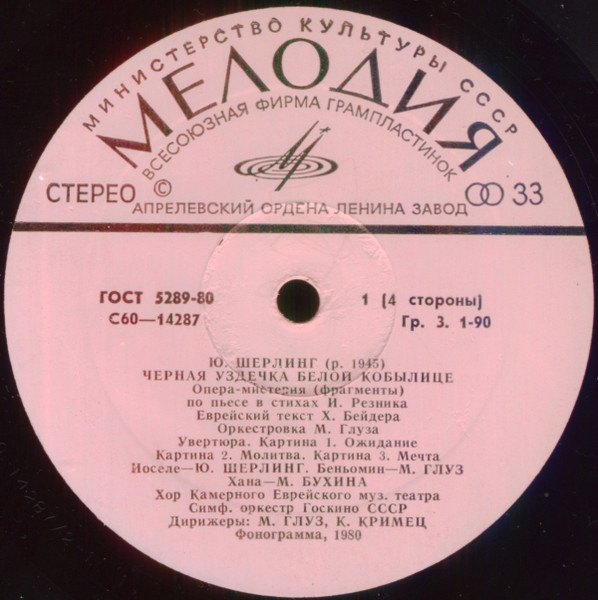 МИНИСТЕРСТВО КУЛЬТУРЫ СССР
МЕЛОДИЯ
ВСЕСОЮЗНАЯ ФИРМА ГРАМПЛАСТИНОК
СТЕРЕО © 33
АПРЕЛЕВСКИЙ ОРДЕНА ЛЕНИНА ЗАВОД
ГОСТ 5289-80 1 (4 стороны)
С60—14287 Гр. 3. 1-90
Ю. ШЕРЛИНГ (р. 1945)
ЧЕРНАЯ УЗДЕЧКА БЕЛОЙ КОБЫЛИЦЕ
Опера-мистерия (фрагменты)
по пьесе в стихах И. Резника
Еврейский текст Х. Бейдера
Оркестровка М. Глуза
Увертюра. Картина 1. Ожидание
Картина 2. Молитва. Картина 3. Мечта
Иоселе—Ю. ШЕРЛИНГ. Беньомин—М. ГЛУЗ
Хана—М. БУХИНА
Хор Камерного Еврейского муз. театра
Симф. оркестр Госкино СССР
Дирижеры: М. ГЛУЗ, К. КРИМЕЦ
Фонограмма, 1980